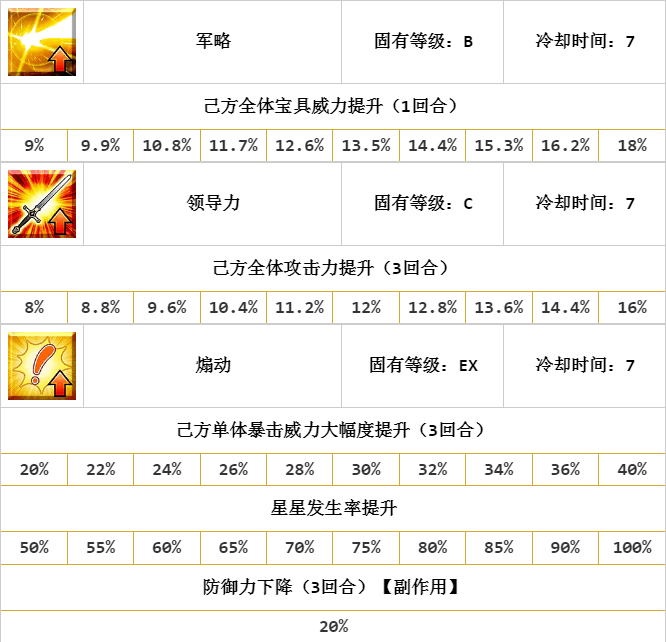 军略 固有等级：B 冷却时间：7
己方全体宝具威力提升（1回合）
9% 9.9% 10.8% 11.7% 12.6% 13.5% 14.4% 15.3% 16.2% 18%
领导力 固有等级：C 冷却时间：7
己方全体攻击力提升（3回合）
8% 8.8% 9.6% 10.4% 11.2% 12% 12.8% 13.6% 14.4% 16%
煽动 固有等级：EX 冷却时间：7
己方单体暴击威力大幅度提升（3回合）
20% 22% 24% 26% 28% 30% 32% 34% 36% 40%
星星发生率提升
50% 55% 60% 65% 70% 75% 80% 85% 90% 100%
防御力下降（3回合）【副作用】
20%